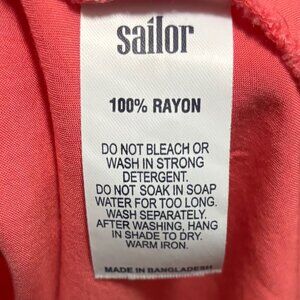 sailor
100% RAYON
DO NOT BLEACH OR
WASH IN STRONG
DETERGENT.
DO NOT SOAK IN SOAP
WATER FOR TOO LONG.
WASH SEPARATELY.
AFTER WASHING, HANG
IN SHADE TO DRY.
WARM IRON.
MADE IN BANGLADESH